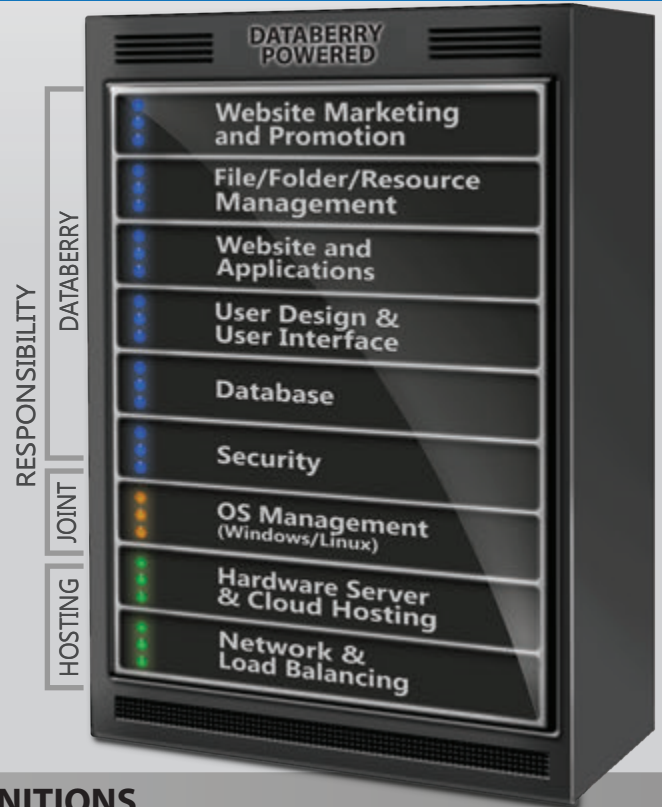 DATABERRY
POWERED
RESPONSIBILITY
DATABERRY
Website Marketing
and Promotion
File/Folder/Resource
Management
Website and
Applications
User Design &
User Interface
Database
Security
JOINT
OS Management
(Windows/Linux)
HOSTING
Hardware Server
& Cloud Hosting
Network &
Load Balancing
NITIONS